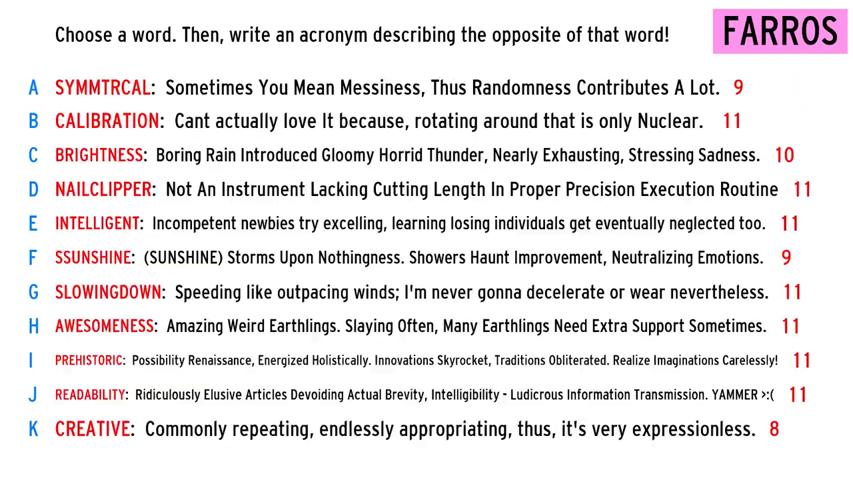 Choose a word. Then, write an acronym describing the opposite of that word! FARROS
A SYMMTRCAL: Sometimes You Mean Messiness, Thus Randomness Contributes A Lot. 9
B CALIBRATION: Cant actually love It because, rotating around that is only Nuclear. 11
C BRIGHTNESS: Boring Rain Introduced Gloomy Horrid Thunder, Nearly Exhausting, Stressing Sadness. 10
D NAILCLIPPER: Not An Instrument Lacking Cutting Length In Proper Precision Execution Routine 11
E INTELLIGENT: Incompetent newbies try excelling, learning losing individuals get eventually neglected too. 11
F SSUNSHINE: (SUNSHINE) Storms Upon Nothingness. Showers Haunt Improvement, Neutralizing Emotions. 9
G SLOWINGDOWN: Speeding like outpacing winds; I'm never gonna decelerate or wear nevertheless. 11
H AWESOMENESS: Amazing Weird Earthlings. Slaying Often, Many Earthlings Need Extra Support Sometimes. 11
I PREHISTORIC: Possibility Renaissance, Energized Holistically. Innovations Skyrocket, Traditions Obliterated. Realize Imaginations Carelessly! 11
J READABILITY: Ridiculously Elusive Articles Devoiding Actual Brevity, Intelligibility - Ludicrous Information Transmission. YAMMER >:( 11
K CREATIVE: Commonly repeating, endlessly appropriating, thus, it's very expressionless. 8